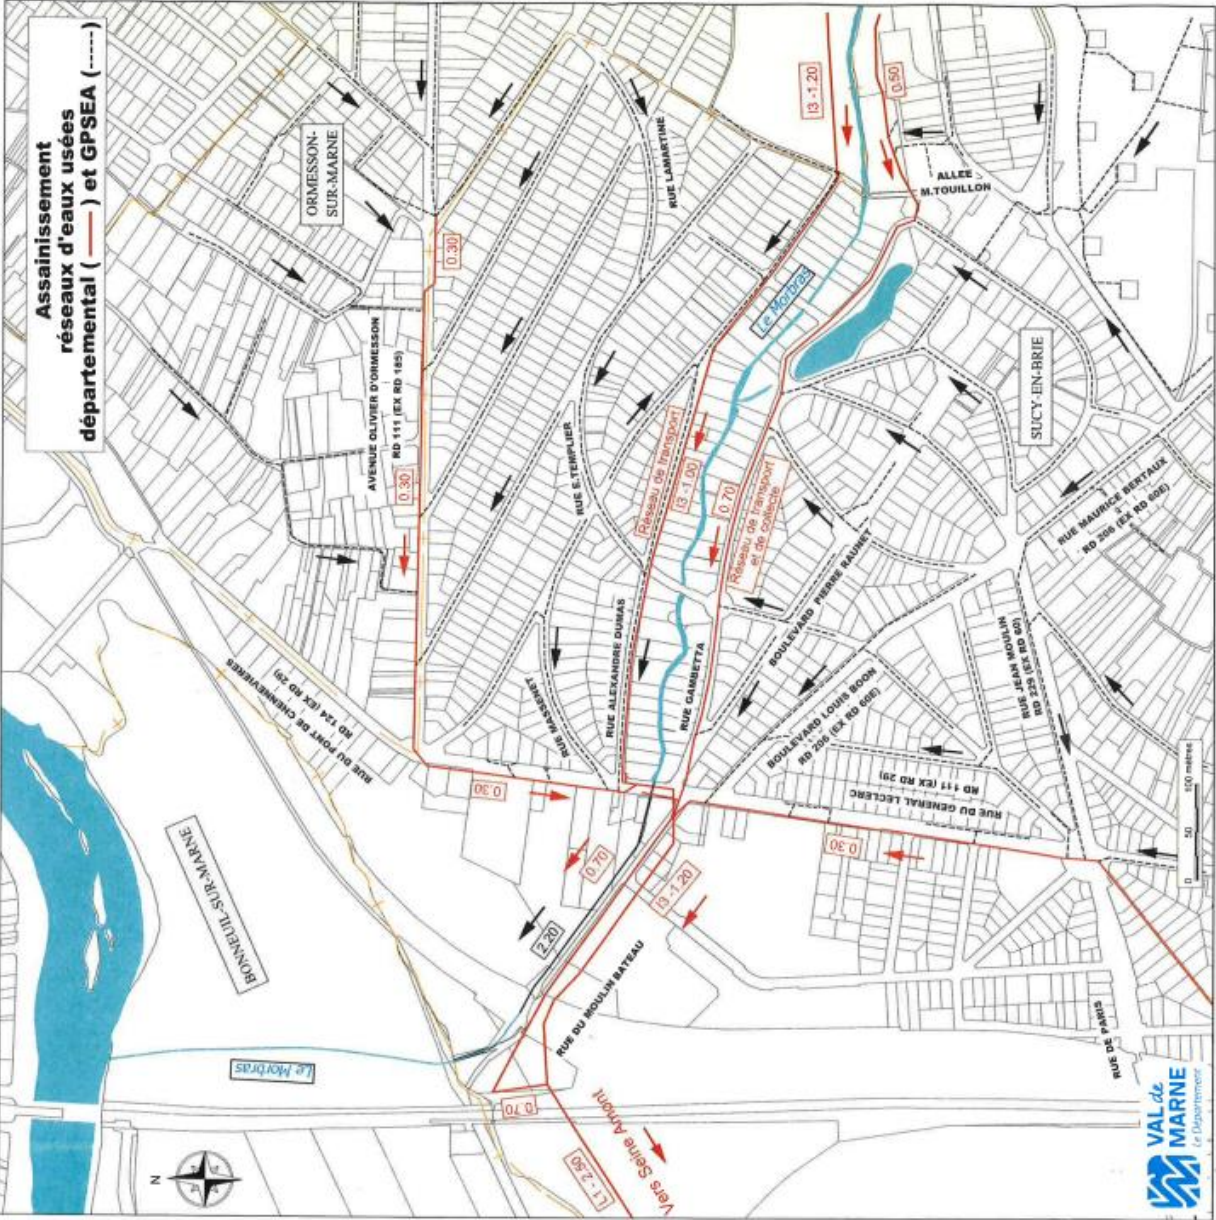 Assainissement
réseaux d'eaux usées
départemental ( —— ) et GPSEA (-----)
ORMESSON-
SUR-MARNE
RUE LAMARTINE
I3 -1.20
0.50
ALLEE
M.TOUILLON
0.30
Le Morbras
AVENUE OLIVIER D'ORMESSON
RD 111 (EX RD 185)
0.30
RUE E.TEMPLIER
Réseau de transport
I3 -1.00
0.70
Réseau de transport
et de collecte
SUCY-EN-BRIE
RUE MAURICE BERTAUX
RD 206 (EX RD 60E)
BOULEVARD PIERRE RAUNET
RUE DU PONT DE CHENNEVIERES
RD 124 (EX RD 29)
RUE MASSENET
RUE ALEXANDRE DUMAS
RUE GAMBETTA
BOULEVARD LOUIS BOON
RD 206 (EX RD 60E)
RUE JEAN MOULIN
RD 229 (EX RD 60)
RUE DU GENERAL LECLERC
RD 111 (EX RD 29)
0.30
0.70
0.30
I3 -1.20
2.20
BONNEUIL-SUR-MARNE
RUE DU MOULIN BATEAU
RUE DE PARIS
0 50 100 mètres
Le Morbras
0.70
Vers Seine Amont
L1 - 2.50
N
VAL de
MARNE
Le Département